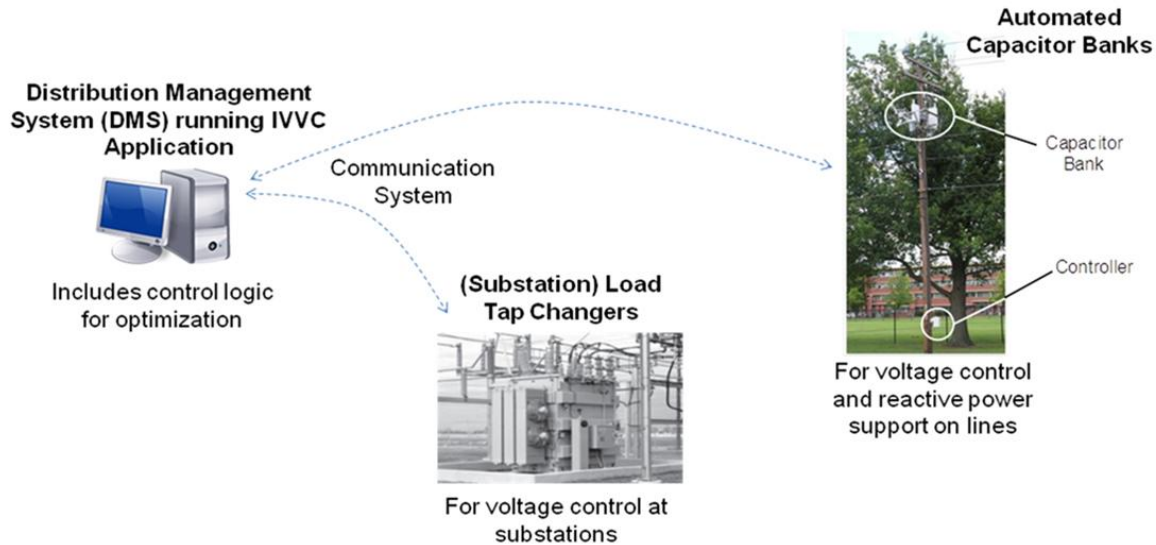 Distribution Management
System (DMS) running IVVC
Application
Includes control logic
for optimization
Communication
System
(Substation) Load
Tap Changers
For voltage control at
substations
Automated
Capacitor Banks
Capacitor
Bank
Controller
For voltage control
and reactive power
support on lines